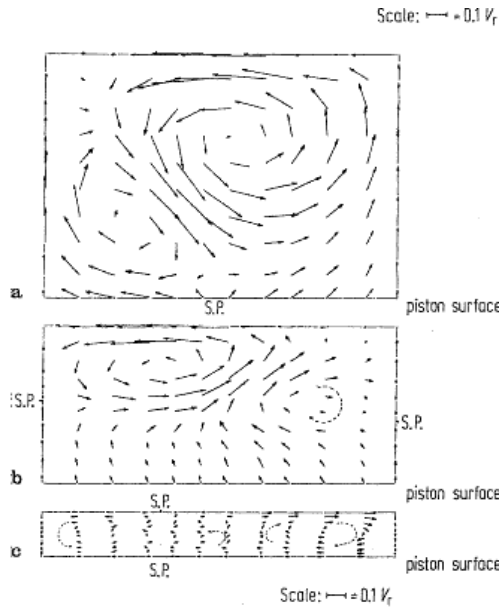 Scale: = 0.1 Vr
a.
S.P.
piston surface
S.P.
S.P.
b
S.P.
piston surface
c
S.P.
piston surface
Scale: = 0.1 Vr